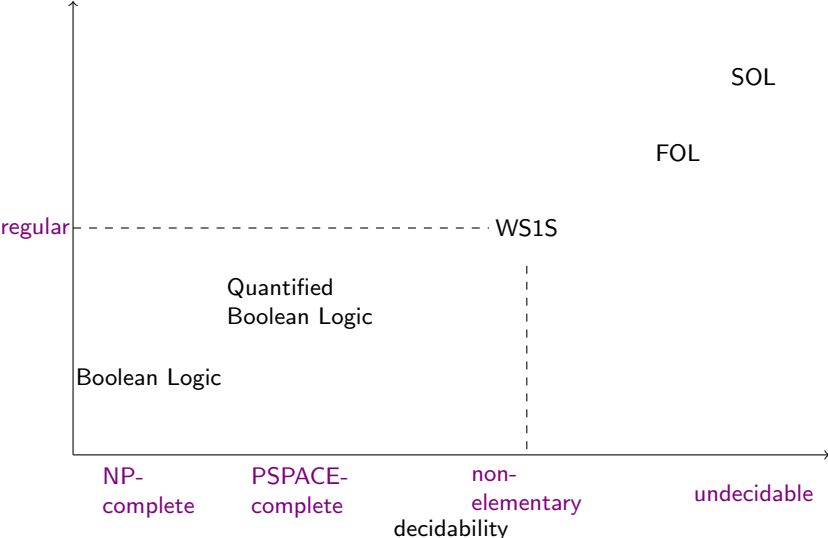 SOL
FOL
regular
WS1S
Quantified
Boolean Logic
Boolean Logic
NP-
complete
PSPACE-
complete
non-
elementary
undecidable
decidability